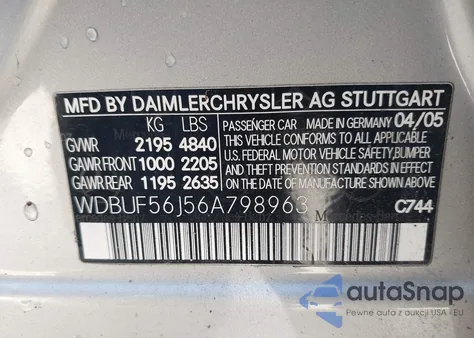 MFD BY DAIMLERCHRYSLER AG STUTTGART
KG LBS
GVWR 2195 4840
GAWR FRONT 1000 2205
GAWR REAR 1195 2635
PASSENGER CAR MADE IN GERMANY 04/05
THIS VEHICLE CONFORMS TO ALL APPLICABLE
FEDERAL MOTOR VEHICLE SAFETY, BUMPER
AND THEFT PREVENTION STANDARDS IN EFFECT
ON THE DATE OF MANUFACTURE SHOWN ABOVE.
WDBUF56J56A798963
C744
autoSnap
Pewne auta z aukcji USA i EU